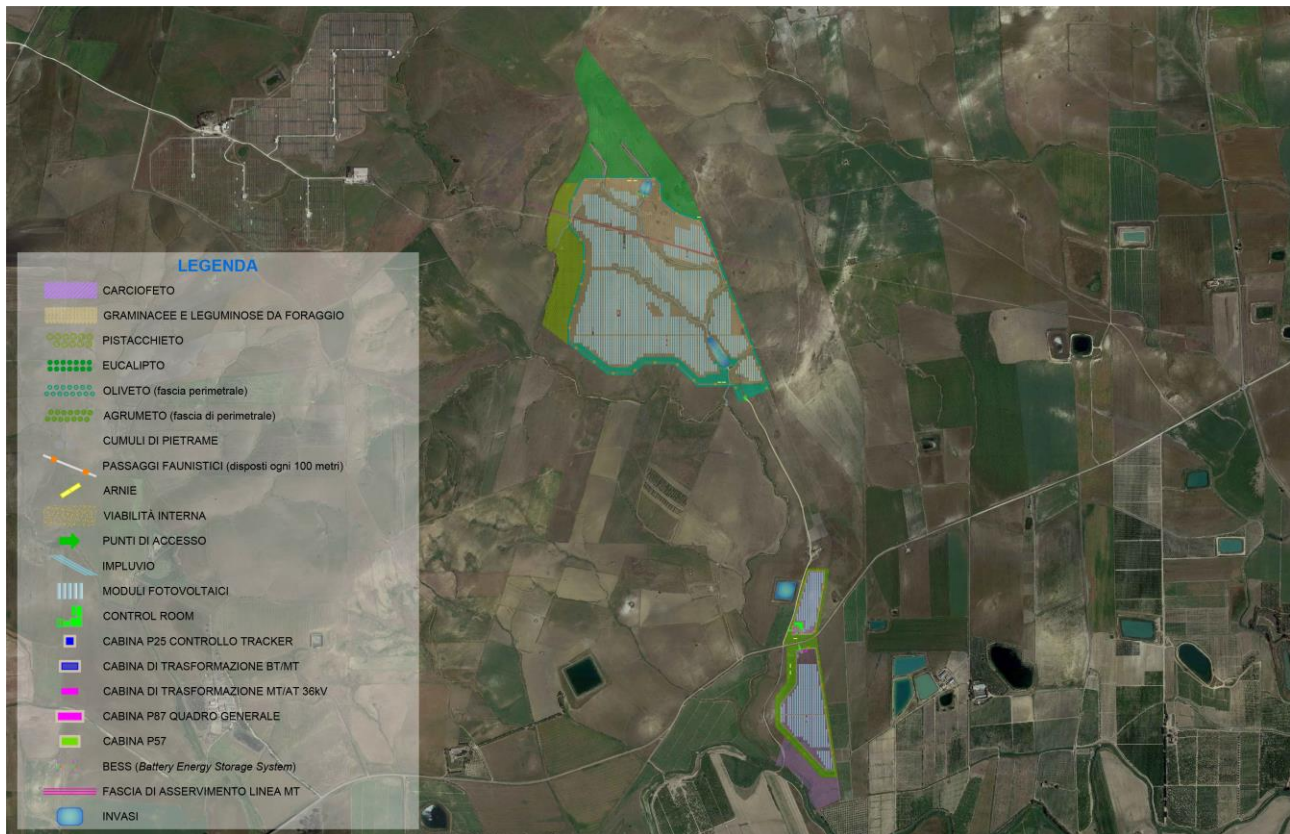 LEGENDA
CARCIOFETO
GRAMINACEE E LEGUMINOSE DA FORAGGIO
PISTACCHIETO
EUCALIPTO
OLIVETO (fascia perimetrale)
AGRUMETO (fascia di perimetrale)
CUMULI DI PIETRAME
PASSAGGI FAUNISTICI (disposti ogni 100 metri)
ARNIE
VIABILITÀ INTERNA
PUNTI DI ACCESSO
IMPLUVIO
MODULI FOTOVOLTAICI
CONTROL ROOM
CABINA P25 CONTROLLO TRACKER
CABINA DI TRASFORMAZIONE BT/MT
CABINA DI TRASFORMAZIONE MT/AT 36kV
CABINA P87 QUADRO GENERALE
CABINA P57
BESS (Battery Energy Storage System)
FASCIA DI ASSERVIMENTO LINEA MT
INVASI